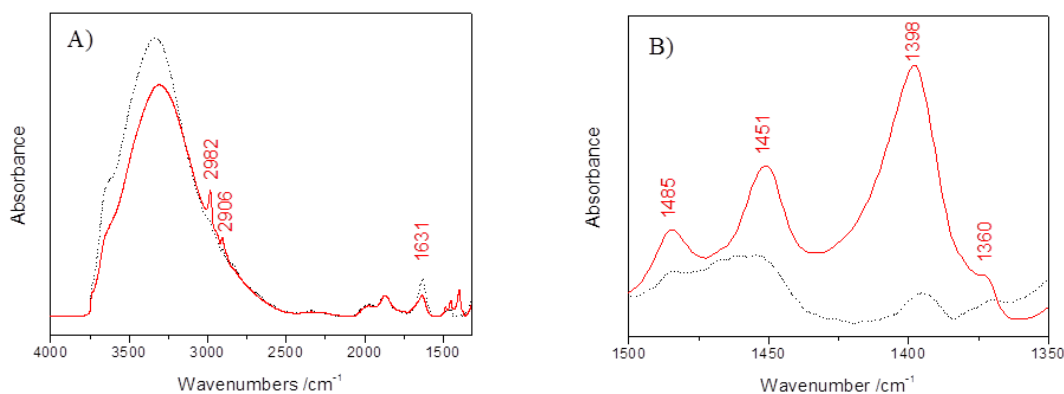 A)
Absorbance
2982
2906
1631
4000
3500
3000
2500
2000
1500
Wavenumbers /cm⁻¹
B)
Absorbance
1485
1451
1398
1360
1500
1450
1400
1350
Wavenumber /cm⁻¹